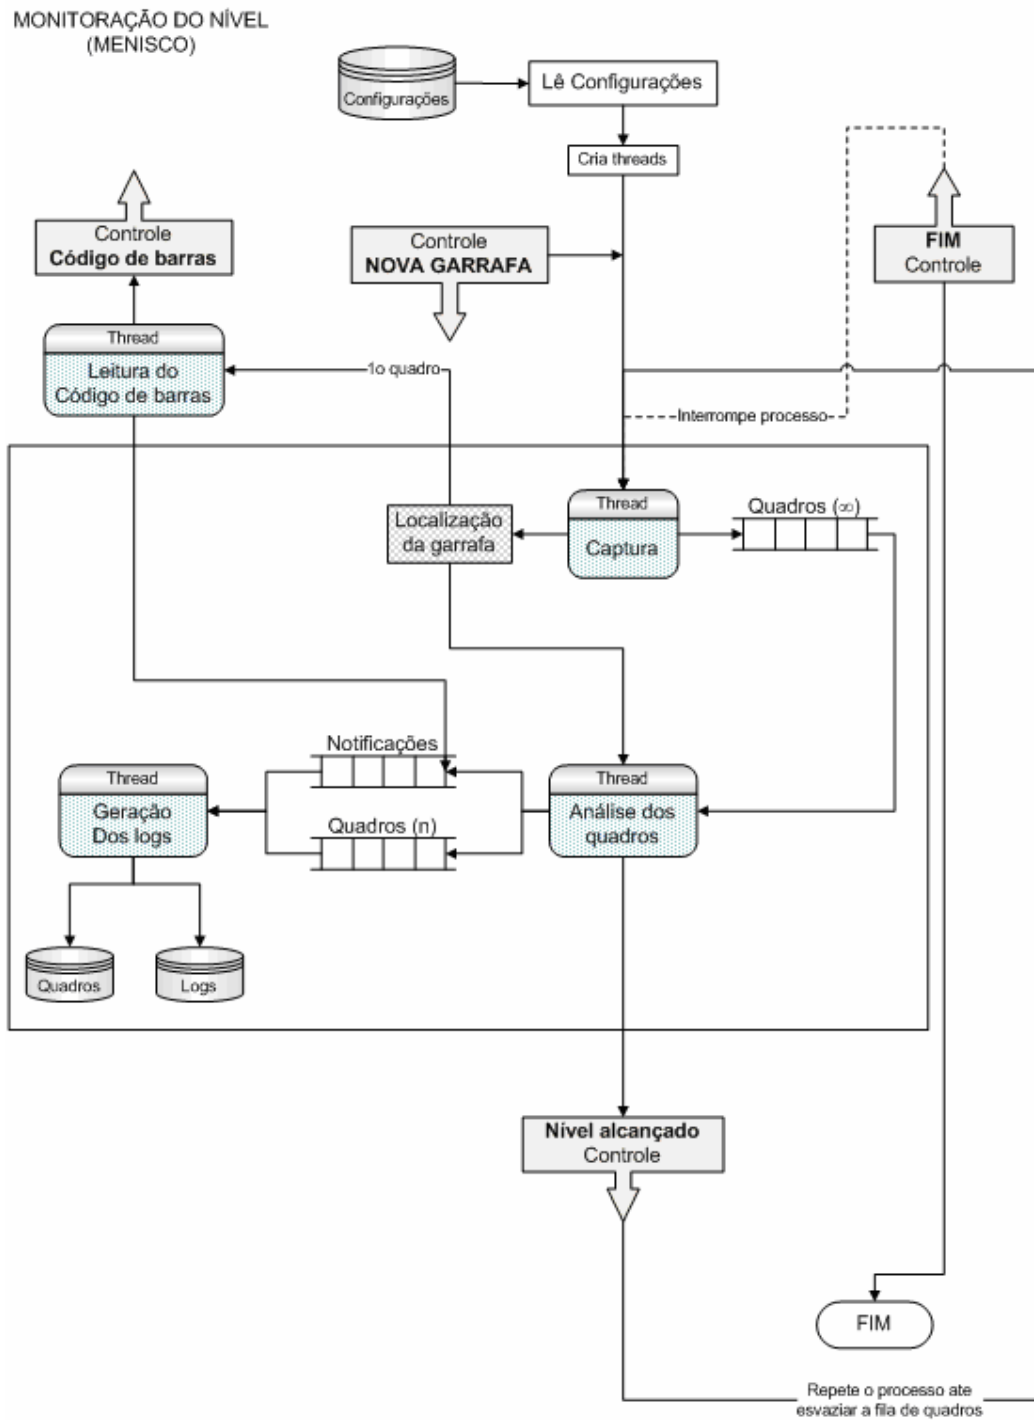 MONITORAÇÃO DO NÍVEL
(MENISCO)
Configurações
Lê Configurações
Cria threads
Controle
Código de barras
Controle
NOVA GARRAFA
FIM
Controle
Thread
Leitura do
Código de barras
1o quadro
Interrompe processo
Localização
da garrafa
Thread
Captura
Quadros (∞)
Notificações
Thread
Geração
Dos logs
Quadros (n)
Thread
Análise dos
quadros
Quadros
Logs
Nível alcançado
Controle
FIM
Repete o processo ate
esvaziar a fila de quadros